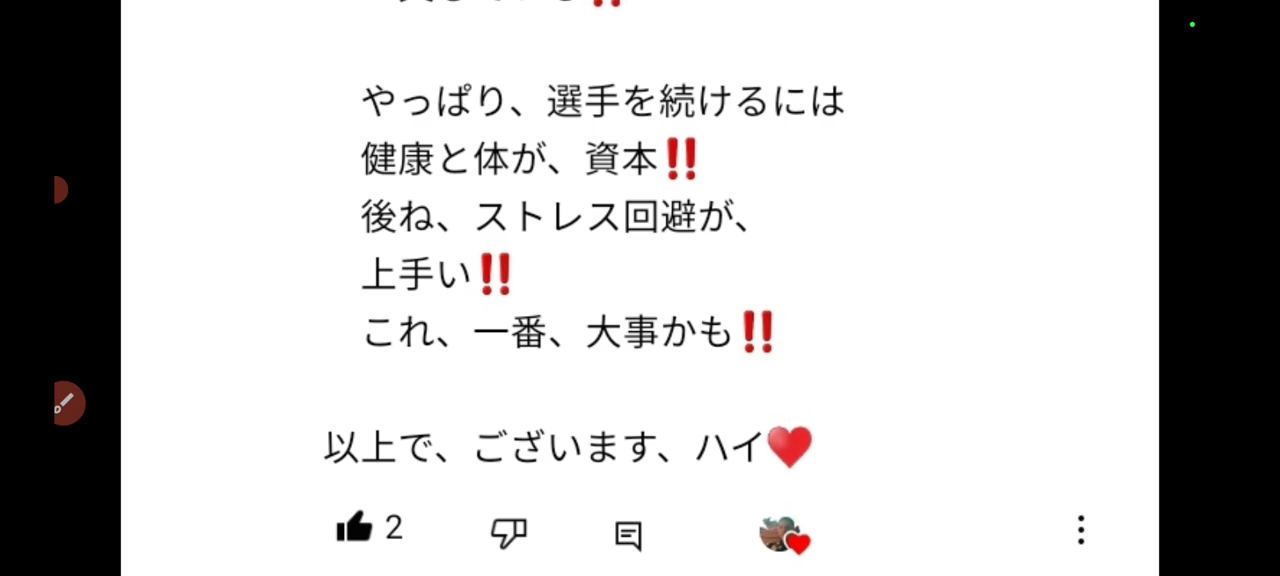 やっぱり、選手を続けるには
健康と体が、資本‼️
後ね、ストレス回避が、
上手い‼️
これ、一番、大事かも‼️
以上で、ございます、ハイ❤️
2